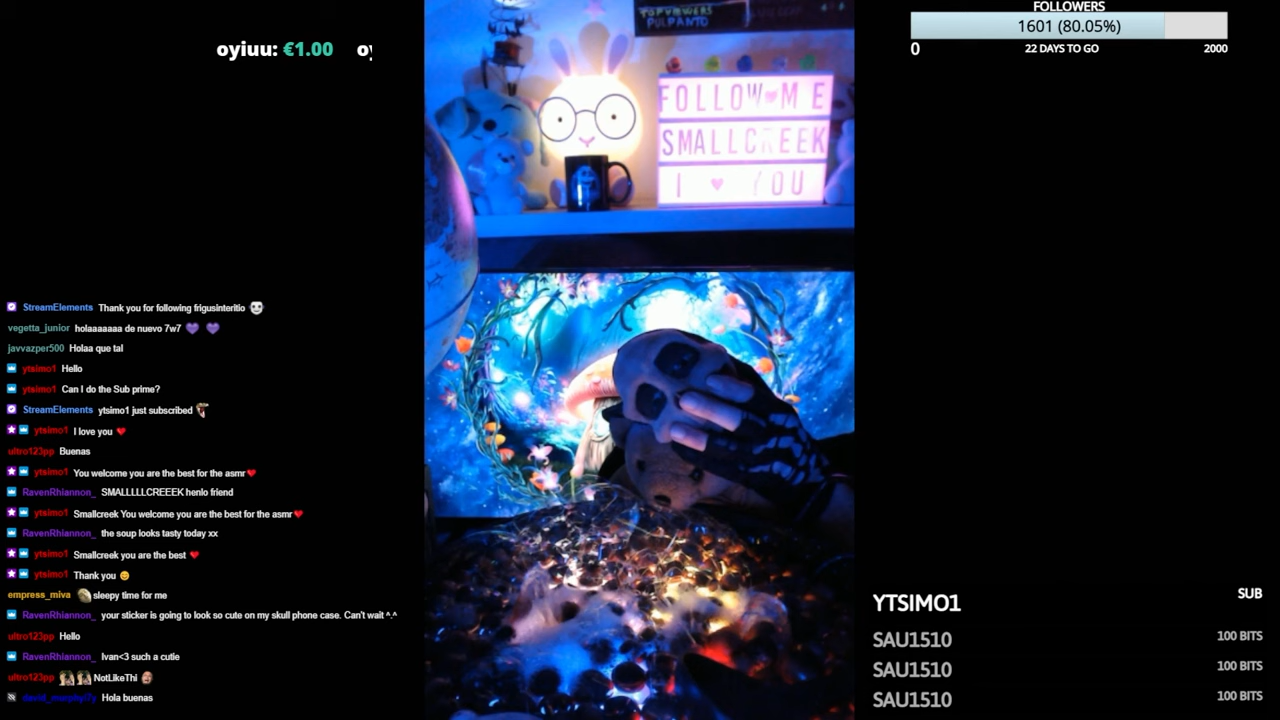 oyiuu: €1.00 oy
FOLLOWERS
1601 (80.05%)
0 22 DAYS TO GO 2000
TOPVIEWERS
PULPANTO
FOLLOW ME
SMALLCREEK
I YOU
StreamElements Thank you for following frigusinteritio
vegetta_junior holaaaaaaa de nuevo 7w7
javvazper500 Holaa que tal
ytsimo1 Hello
ytsimo1 Can I do the Sub prime?
StreamElements ytsimo1 just subscribed
ytsimo1 I love you
ultro123pp Buenas
ytsimo1 You welcome you are the best for the asmr
RavenRhiannon_ SMALLLLLCREEEK henlo friend
ytsimo1 Smallcreek You welcome you are the best for the asmr
RavenRhiannon_ the soup looks tasty today xx
ytsimo1 Smallcreek you are the best
ytsimo1 Thank you
empress_miva sleepy time for me
RavenRhiannon_ your sticker is going to look so cute on my skull phone case. Can't wait ^.^
ultro123pp Hello
RavenRhiannon_ Ivan<3 such a cutie
ultro123pp NotLikeThi
Hola buenas
YTSIMO1 SUB
SAU1510 100 BITS
SAU1510 100 BITS
SAU1510 100 BITS